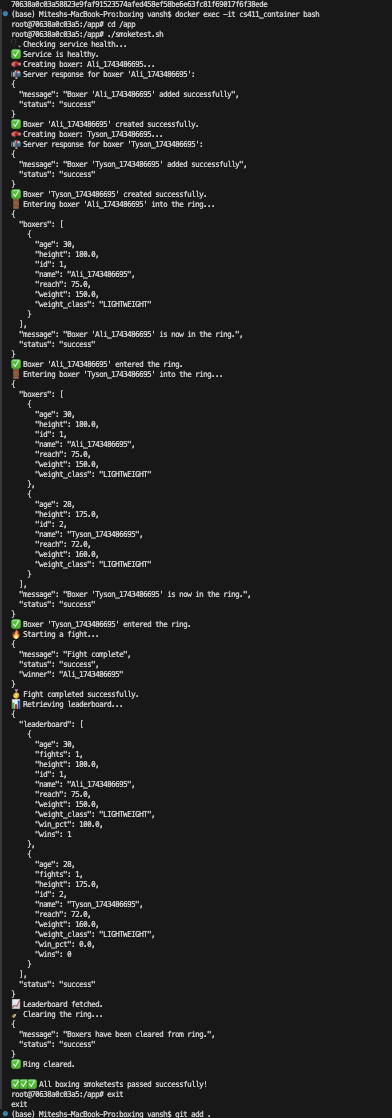 70638a0c03a58823e9faf91523574afed458ef58be6e63fc81f69017f6f30ede
(base) Miteshs-MacBook-Pro:boxing vansh$ docker exec -it cs411_container bash
root@70638a0c03a5:/app# cd /app
root@70638a0c03a5:/app# ./smoketest.sh
Checking service health...
✅ Service is healthy.
🥊 Creating boxer: Ali_1743486695...
📬 Server response for boxer 'Ali_1743486695':
{
"message": "Boxer 'Ali_1743486695' added successfully",
"status": "success"
}
✅ Boxer 'Ali_1743486695' created successfully.
🥊 Creating boxer: Tyson_1743486695...
📬 Server response for boxer 'Tyson_1743486695':
{
"message": "Boxer 'Tyson_1743486695' added successfully",
"status": "success"
}
✅ Boxer 'Tyson_1743486695' created successfully.
🚪 Entering boxer 'Ali_1743486695' into the ring...
{
"boxers": [
{
"age": 30,
"height": 180.0,
"id": 1,
"name": "Ali_1743486695",
"reach": 75.0,
"weight": 150.0,
"weight_class": "LIGHTWEIGHT"
}
],
"message": "Boxer 'Ali_1743486695' is now in the ring.",
"status": "success"
}
✅ Boxer 'Ali_1743486695' entered the ring.
🚪 Entering boxer 'Tyson_1743486695' into the ring...
{
"boxers": [
{
"age": 30,
"height": 180.0,
"id": 1,
"name": "Ali_1743486695",
"reach": 75.0,
"weight": 150.0,
"weight_class": "LIGHTWEIGHT"
},
{
"age": 28,
"height": 175.0,
"id": 2,
"name": "Tyson_1743486695",
"reach": 72.0,
"weight": 160.0,
"weight_class": "LIGHTWEIGHT"
}
],
"message": "Boxer 'Tyson_1743486695' is now in the ring.",
"status": "success"
}
✅ Boxer 'Tyson_1743486695' entered the ring.
🔥 Starting a fight...
{
"message": "Fight complete",
"status": "success",
"winner": "Ali_1743486695"
}
🥇 Fight completed successfully.
📊 Retrieving leaderboard...
{
"leaderboard": [
{
"age": 30,
"fights": 1,
"height": 180.0,
"id": 1,
"name": "Ali_1743486695",
"reach": 75.0,
"weight": 150.0,
"weight_class": "LIGHTWEIGHT",
"win_pct": 100.0,
"wins": 1
},
{
"age": 28,
"fights": 1,
"height": 175.0,
"id": 2,
"name": "Tyson_1743486695",
"reach": 72.0,
"weight": 160.0,
"weight_class": "LIGHTWEIGHT",
"win_pct": 0.0,
"wins": 0
}
],
"status": "success"
}
📈 Leaderboard fetched.
🧹 Clearing the ring...
{
"message": "Boxers have been cleared from ring.",
"status": "success"
}
✅ Ring cleared.
✅✅✅ All boxing smoketests passed successfully!
root@70638a0c03a5:/app# exit
exit
(base) Miteshs-MacBook-Pro:boxing vansh$ git add .